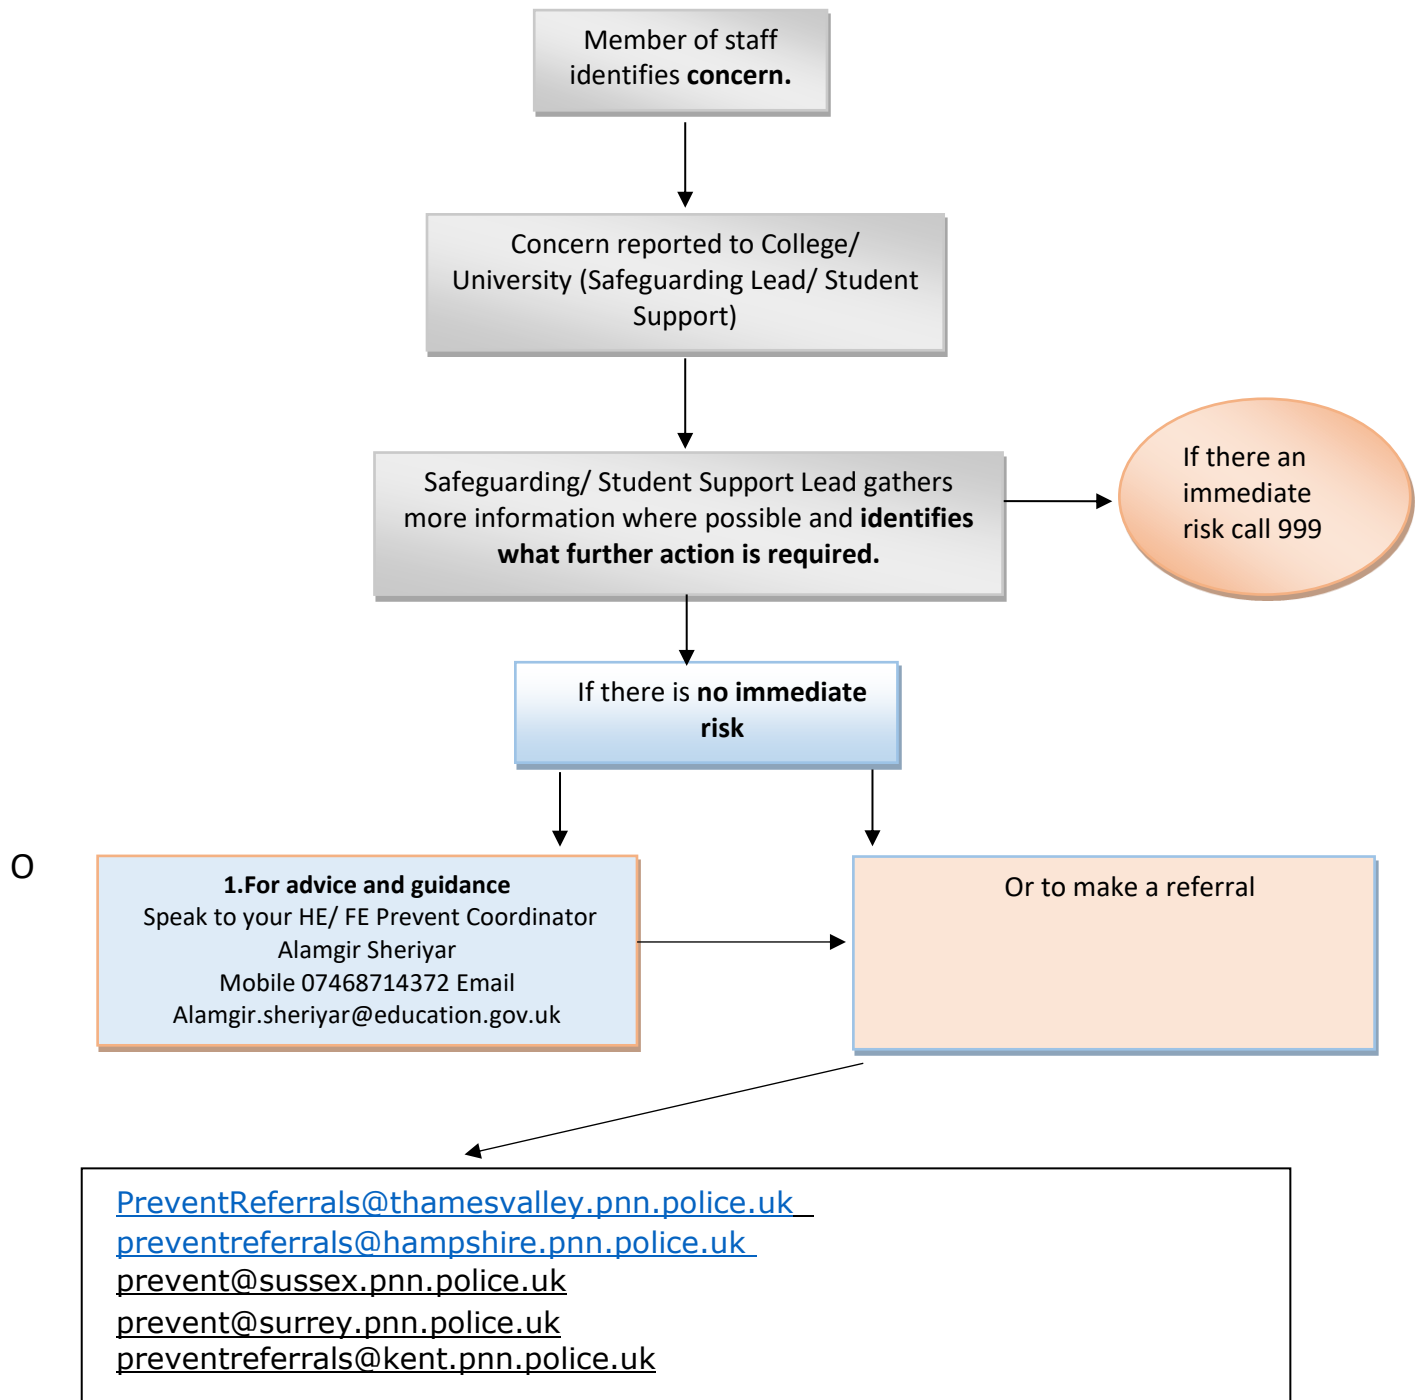 Member of staff
identifies concern.
Concern reported to College/
University (Safeguarding Lead/ Student
Support)
Safeguarding/ Student Support Lead gathers
more information where possible and identifies
what further action is required.
If there an
immediate
risk call 999
If there is no immediate
risk
O
1.For advice and guidance
Speak to your HE/ FE Prevent Coordinator
Alamgir Sheriyar
Mobile 07468714372 Email
Alamgir.sheriyar@education.gov.uk
Or to make a referral
PreventReferrals@thamesvalley.pnn.police.uk
preventreferrals@hampshire.pnn.police.uk
prevent@sussex.pnn.police.uk
prevent@surrey.pnn.police.uk
preventreferrals@kent.pnn.police.uk